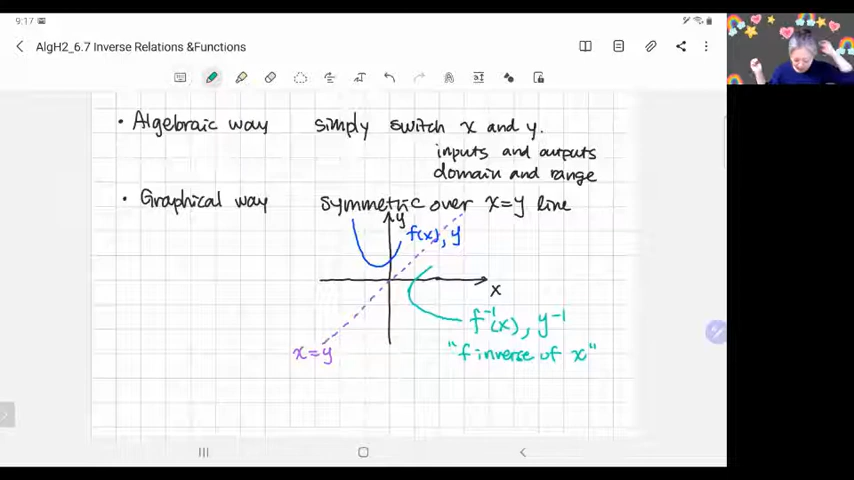 9:17
AlgH2_6.7 Inverse Relations &Functions
• Algebraic way simply switch x and y.
inputs and outputs
domain and range
• Graphical way symmetric over x=y line
y
f(x), y
x
f⁻¹(x), y⁻¹
"f inverse of x"
x=y